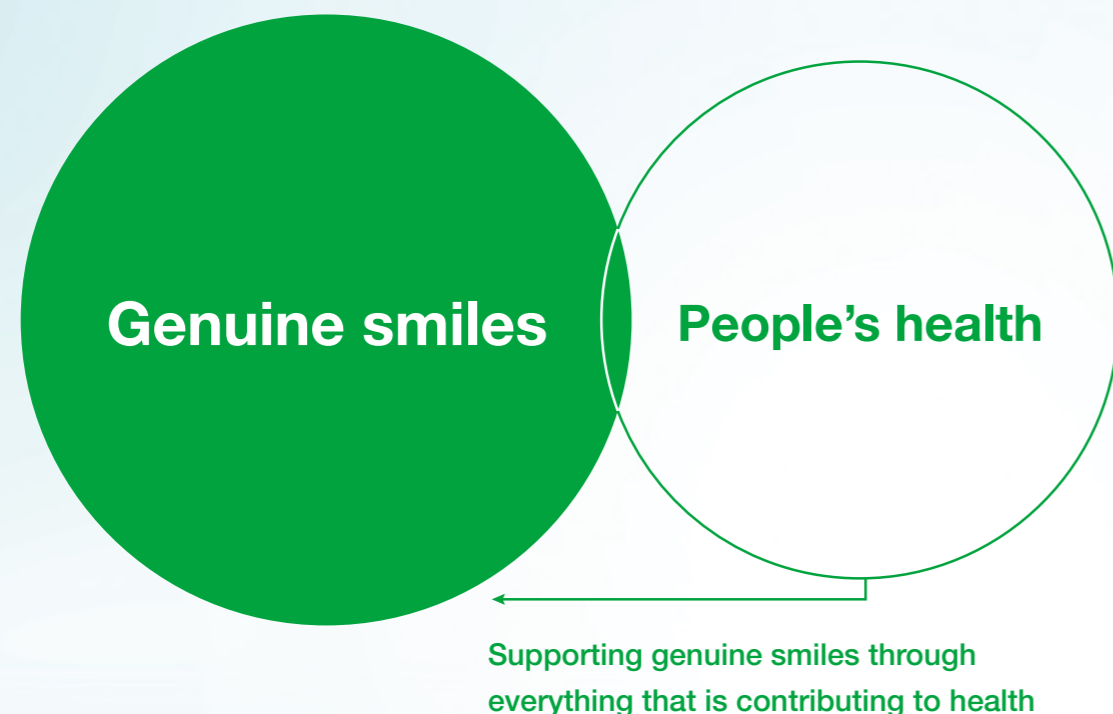 Genuine smiles
People’s health
Supporting genuine smiles through
everything that is contributing to health